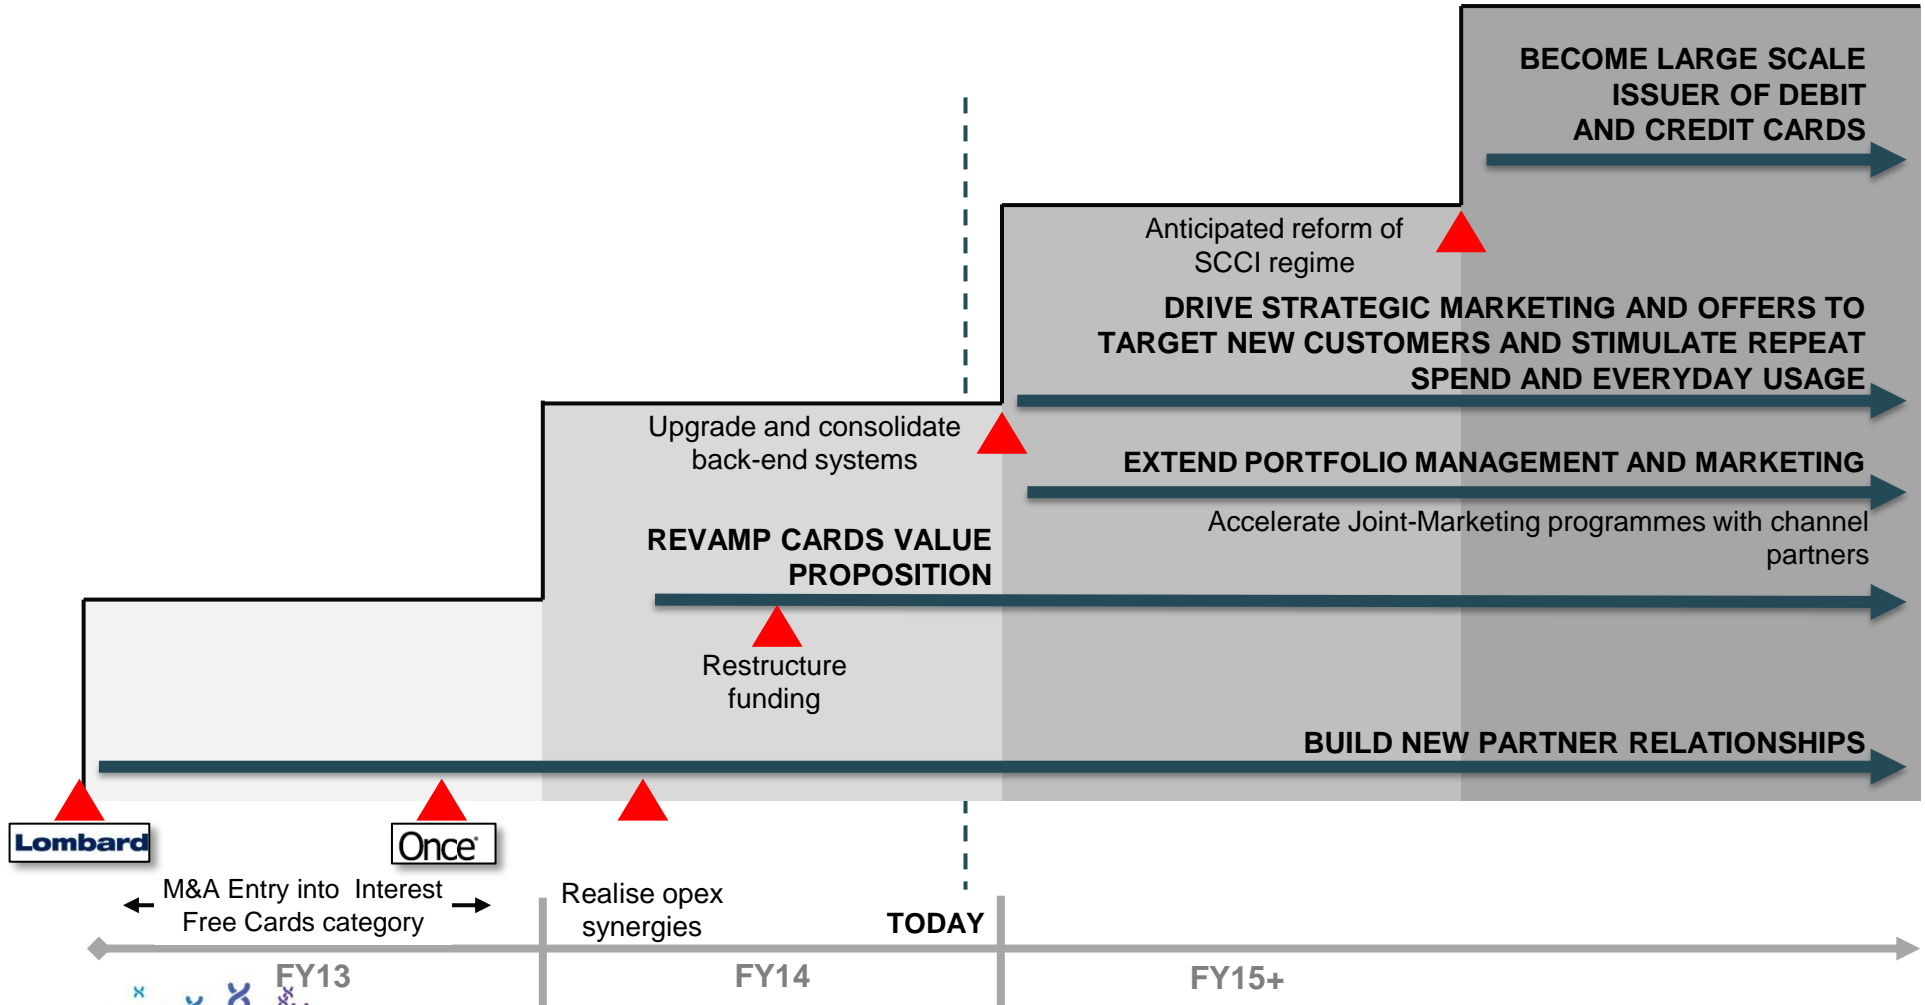 BECOME LARGE SCALE
ISSUER OF DEBIT
AND CREDIT CARDS
Anticipated reform of
SCCI regime
DRIVE STRATEGIC MARKETING AND OFFERS TO
TARGET NEW CUSTOMERS AND STIMULATE REPEAT
SPEND AND EVERYDAY USAGE
Upgrade and consolidate
back-end systems
EXTEND PORTFOLIO MANAGEMENT AND MARKETING
Accelerate Joint-Marketing programmes with channel
partners
REVAMP CARDS VALUE
PROPOSITION
Restructure
funding
BUILD NEW PARTNER RELATIONSHIPS
Lombard
Once
M&A Entry into Interest
Free Cards category
Realise opex
synergies
TODAY
FY13
FY14
FY15+